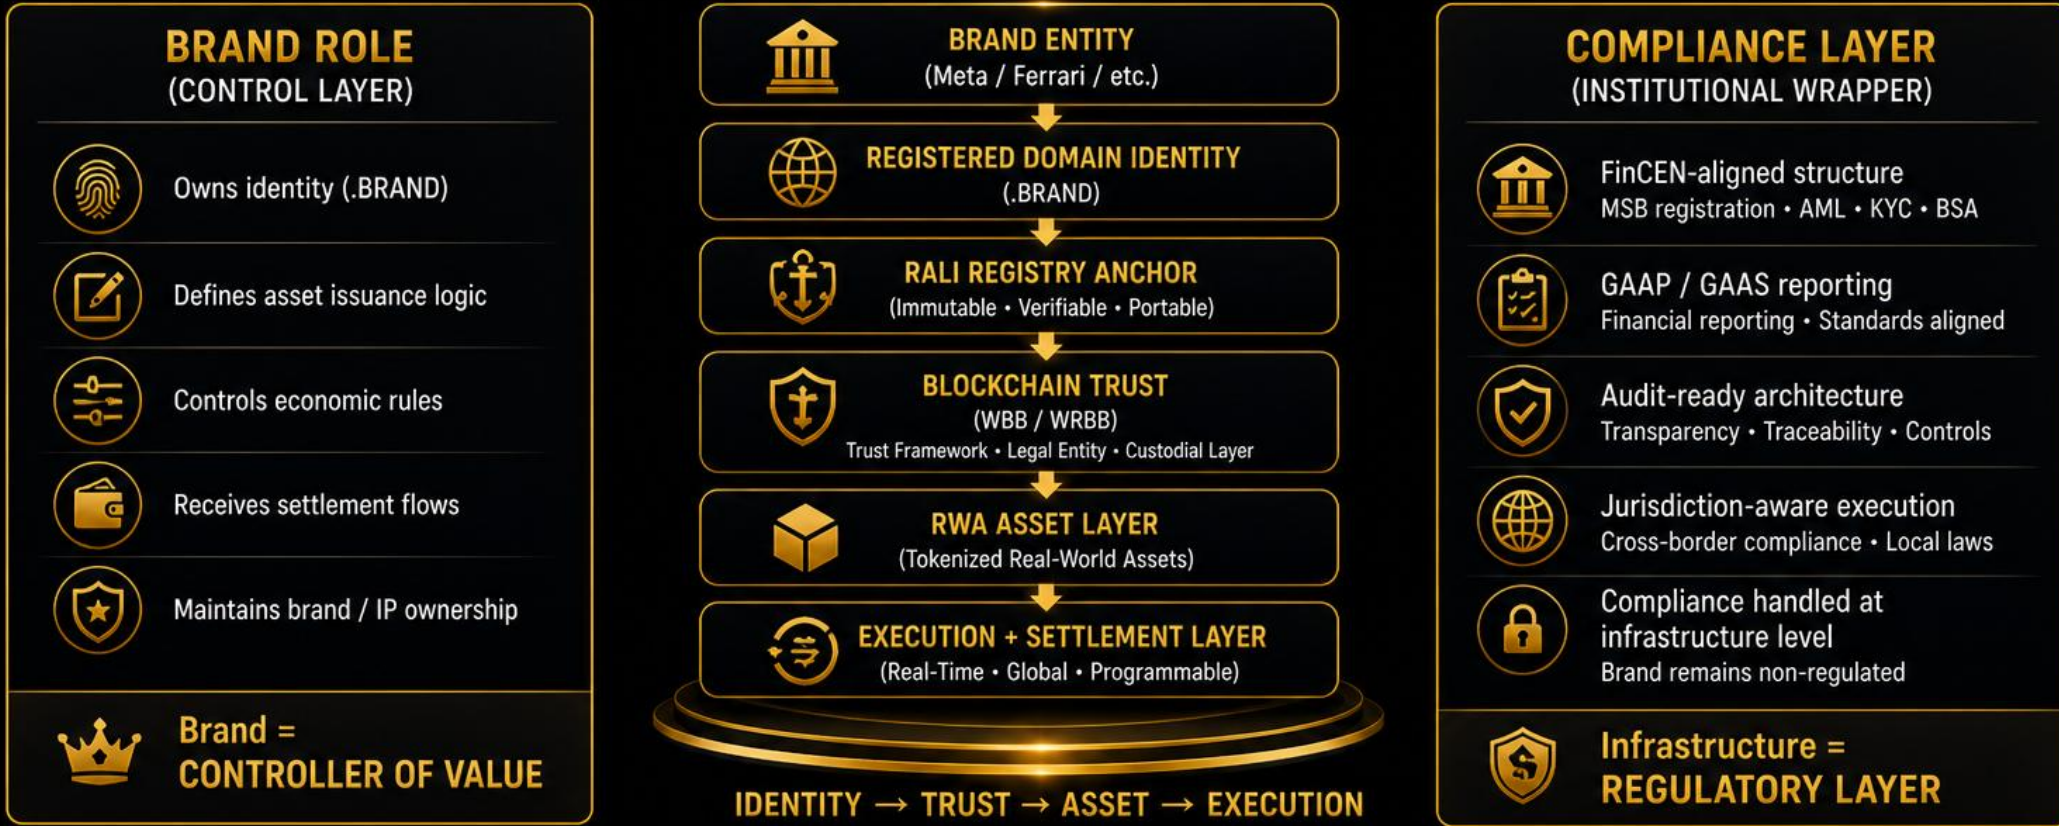 BRAND ROLE
(CONTROL LAYER)
Owns identity (.BRAND)
Defines asset issuance logic
Controls economic rules
Receives settlement flows
Maintains brand / IP ownership
Brand =
CONTROLLER OF VALUE
BRAND ENTITY
(Meta / Ferrari / etc.)
REGISTERED DOMAIN IDENTITY
(.BRAND)
RALI REGISTRY ANCHOR
(Immutable • Verifiable • Portable)
BLOCKCHAIN TRUST
(WBB / WRBB)
Trust Framework • Legal Entity • Custodial Layer
RWA ASSET LAYER
(Tokenized Real-World Assets)
EXECUTION + SETTLEMENT LAYER
(Real-Time • Global • Programmable)
IDENTITY → TRUST → ASSET → EXECUTION
COMPLIANCE LAYER
(INSTITUTIONAL WRAPPER)
FinCEN-aligned structure
MSB registration • AML • KYC • BSA
GAAP / GAAS reporting
Financial reporting • Standards aligned
Audit-ready architecture
Transparency • Traceability • Controls
Jurisdiction-aware execution
Cross-border compliance • Local laws
Compliance handled at
infrastructure level
Brand remains non-regulated
Infrastructure =
REGULATORY LAYER